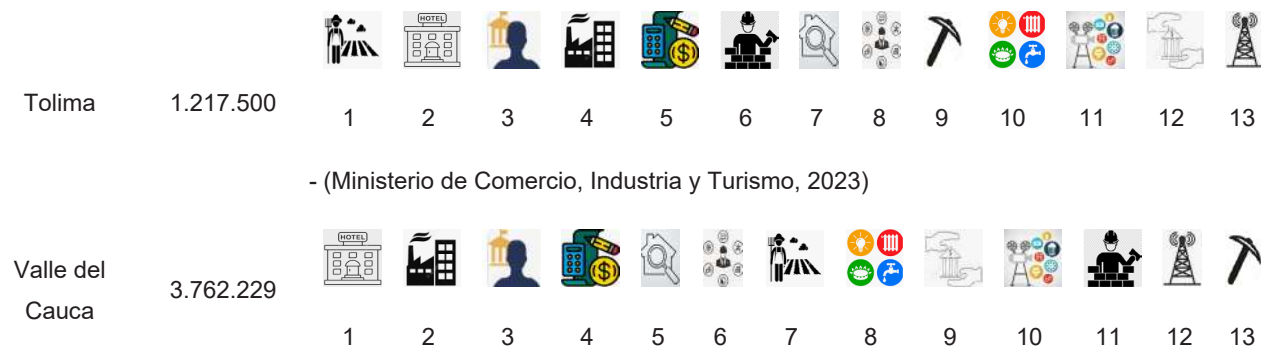 HOTEL
Tolima 1.217.500 1 2 3 4 5 6 7 8 9 10 11 12 13
- (Ministerio de Comercio, Industria y Turismo, 2023)
HOTEL
Valle del
Cauca 3.762.229
1 2 3 4 5 6 7 8 9 10 11 12 13